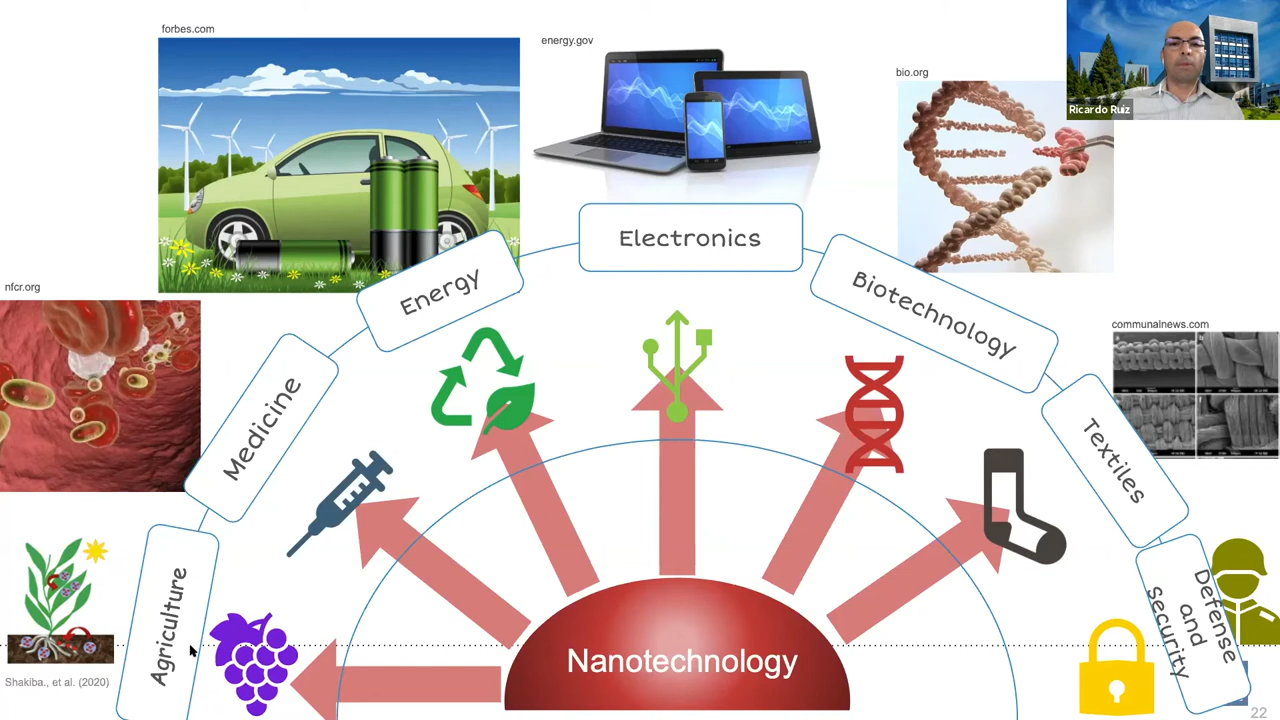 forbes.com
energy.gov
bio.org
Ricardo Ruiz
nfcr.org
communalnews.com
Agriculture
Medicine
Energy
Electronics
Biotechnology
Textiles
Defense
and
security
Nanotechnology
Shakiba., et al. (2020)
22